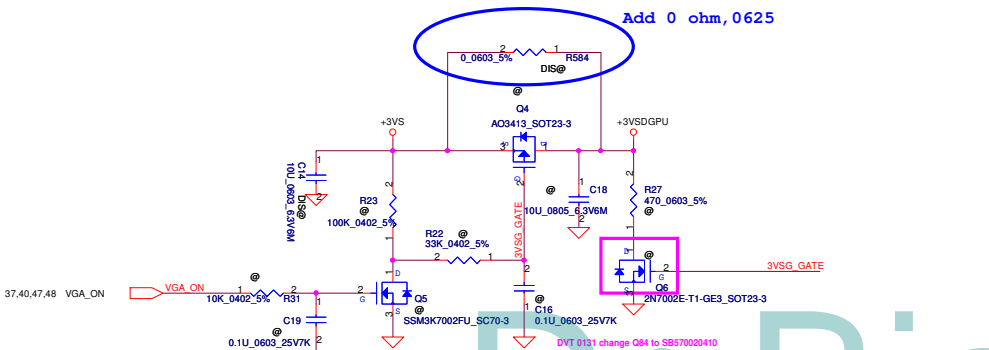 Add 0 ohm,0625
2 1
0_0603_5% R584
DIS@
@
Q4
AO3413_SOT23-3
+3VS
+3VSDGPU
3 S D 1
G
2
1
C14
10U_0603_6.3V6M
DIS@
2
2
R23
@
100K_0402_5%
1
R22 @
33K_0402_5%
2 1
3VSG_GATE
1
@ C18
10U_0805_6.3V6M
2
2
R27
470_0603_5%
@
1
1
D
@
2
G
S
3
Q6
2N7002E-T1-GE3_SOT23-3
3VSG_GATE
37,40,47,48 VGA_ON
VGA_ON
@
1 2
10K_0402_5% R31
1
C19
@
0.1U_0603_25V7K
2
1
D
2
G
S
3
Q5
@
SSM3K7002FU_SC70-3
2
C16
@
0.1U_0603_25V7K
1
DVT 0131 change Q84 to SB570020410